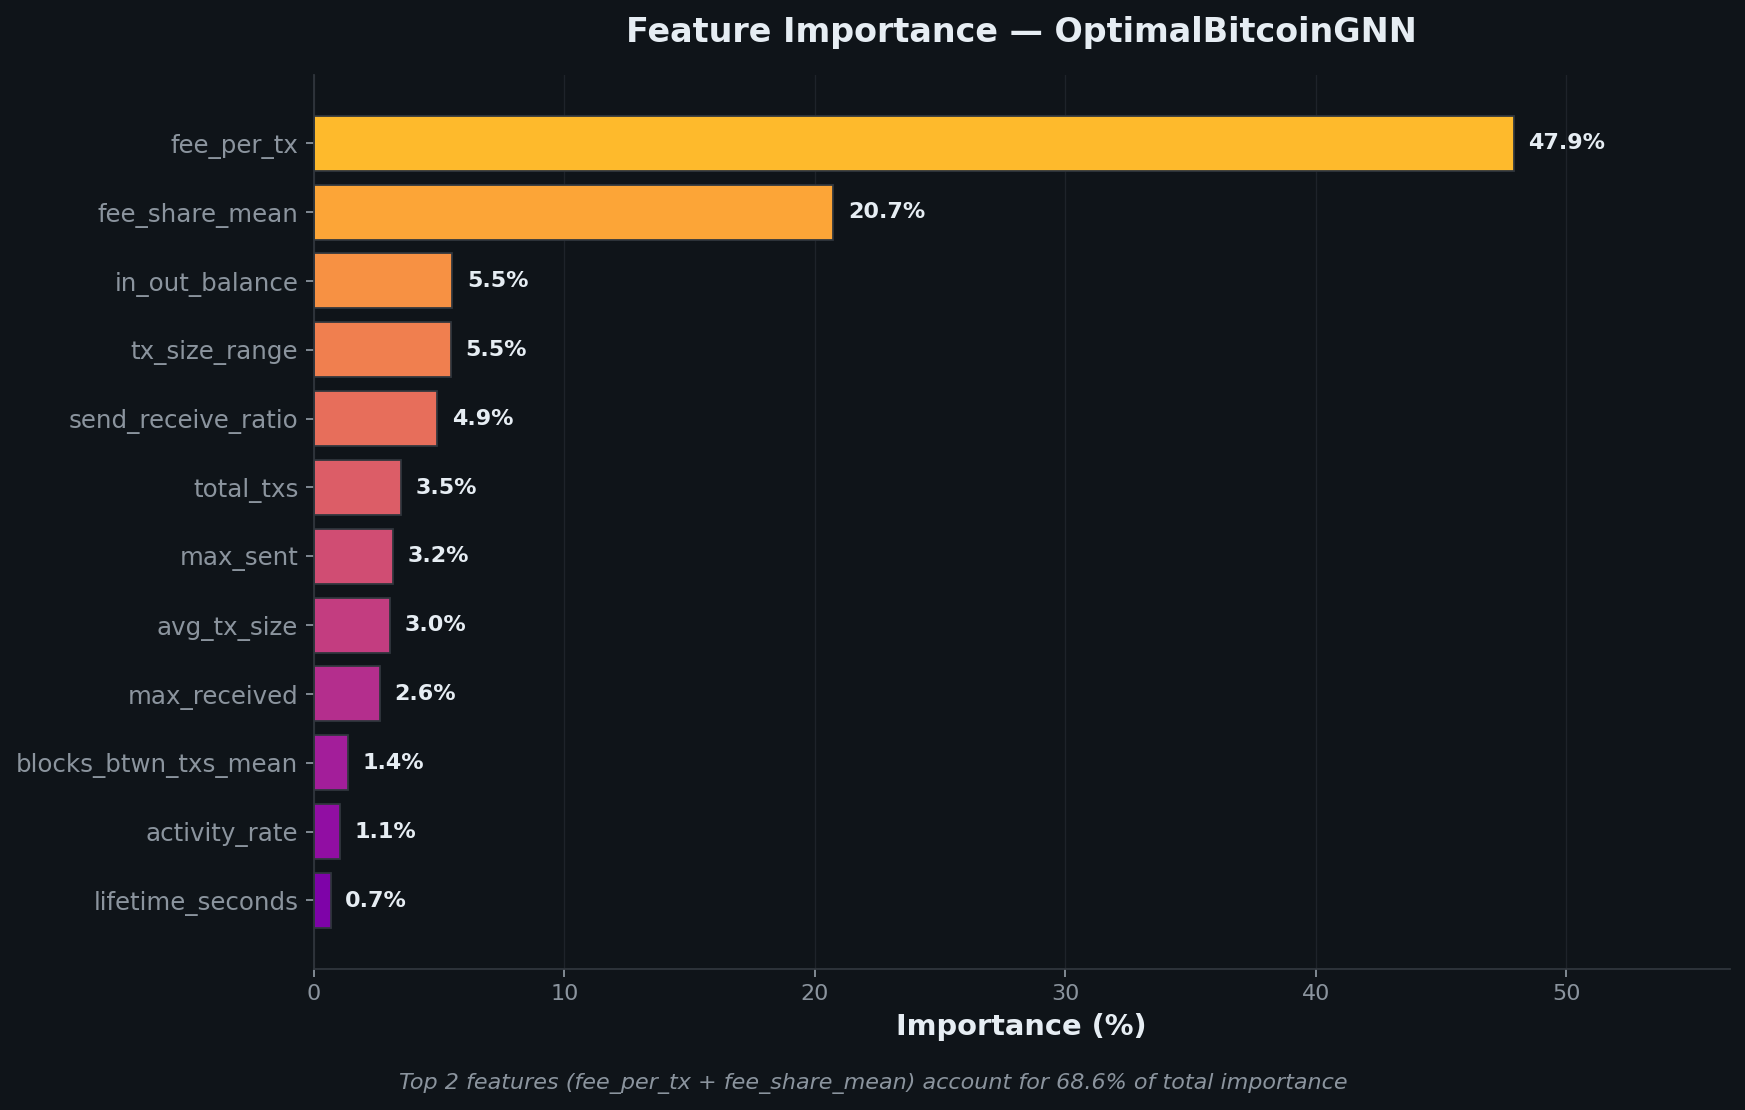 Feature Importance — OptimalBitcoinGNN
fee_per_tx 47.9%
fee_share_mean 20.7%
in_out_balance 5.5%
tx_size_range 5.5%
send_receive_ratio 4.9%
total_txs 3.5%
max_sent 3.2%
avg_tx_size 3.0%
max_received 2.6%
blocks_btwn_txs_mean 1.4%
activity_rate 1.1%
lifetime_seconds 0.7%
0 10 20 30 40 50
Importance (%)
Top 2 features (fee_per_tx + fee_share_mean) account for 68.6% of total importance